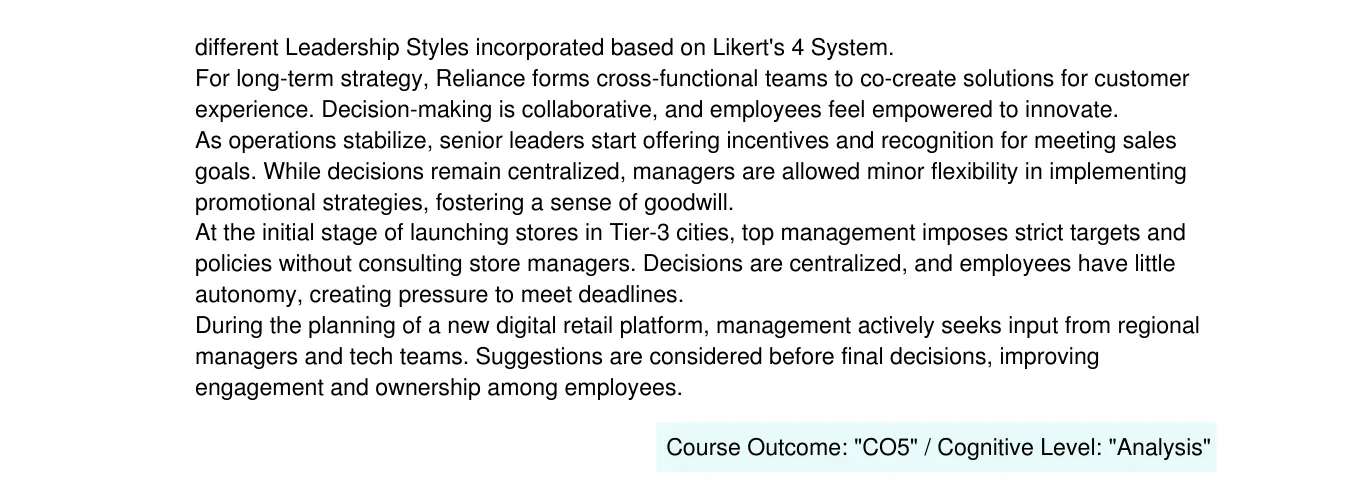 different Leadership Styles incorporated based on Likert's 4 System.
For long-term strategy, Reliance forms cross-functional teams to co-create solutions for customer
experience. Decision-making is collaborative, and employees feel empowered to innovate.
As operations stabilize, senior leaders start offering incentives and recognition for meeting sales
goals. While decisions remain centralized, managers are allowed minor flexibility in implementing
promotional strategies, fostering a sense of goodwill.
At the initial stage of launching stores in Tier-3 cities, top management imposes strict targets and
policies without consulting store managers. Decisions are centralized, and employees have little
autonomy, creating pressure to meet deadlines.
During the planning of a new digital retail platform, management actively seeks input from regional
managers and tech teams. Suggestions are considered before final decisions, improving
engagement and ownership among employees.
Course Outcome: "CO5" / Cognitive Level: "Analysis"